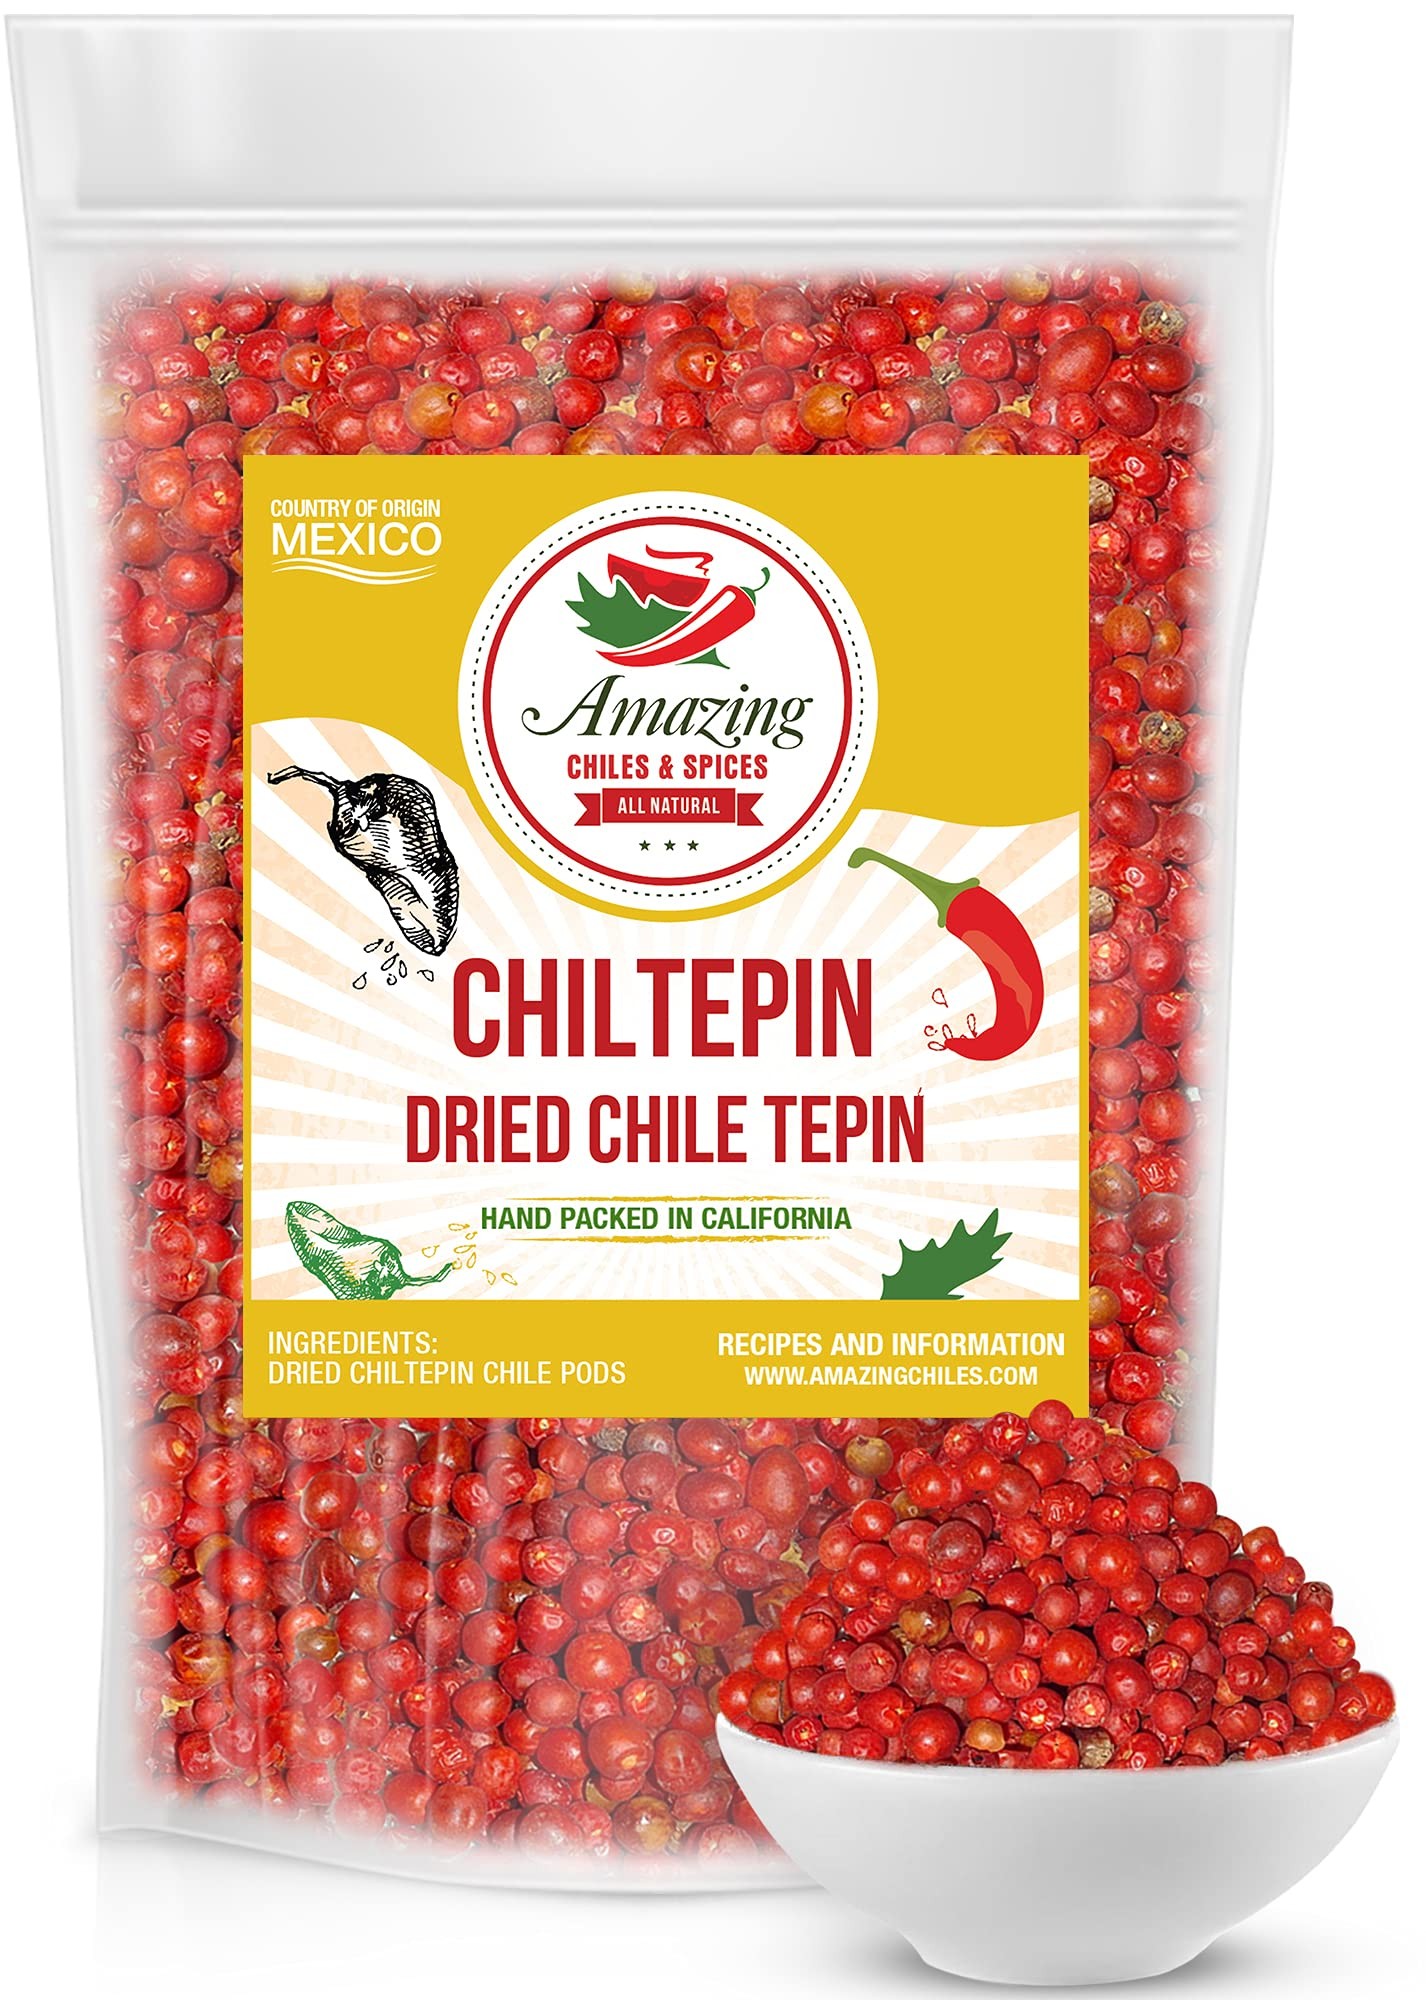 COUNTRY OF ORIGIN
MEXICO
Amazing
CHILES & SPICES
ALL NATURAL
CHILTEPIN
DRIED CHILE TEPIN
HAND PACKED IN CALIFORNIA
INGREDIENTS:
DRIED CHILTEPIN CHILE PODS
RECIPES AND INFORMATION
WWW.AMAZINGCHILES.COM